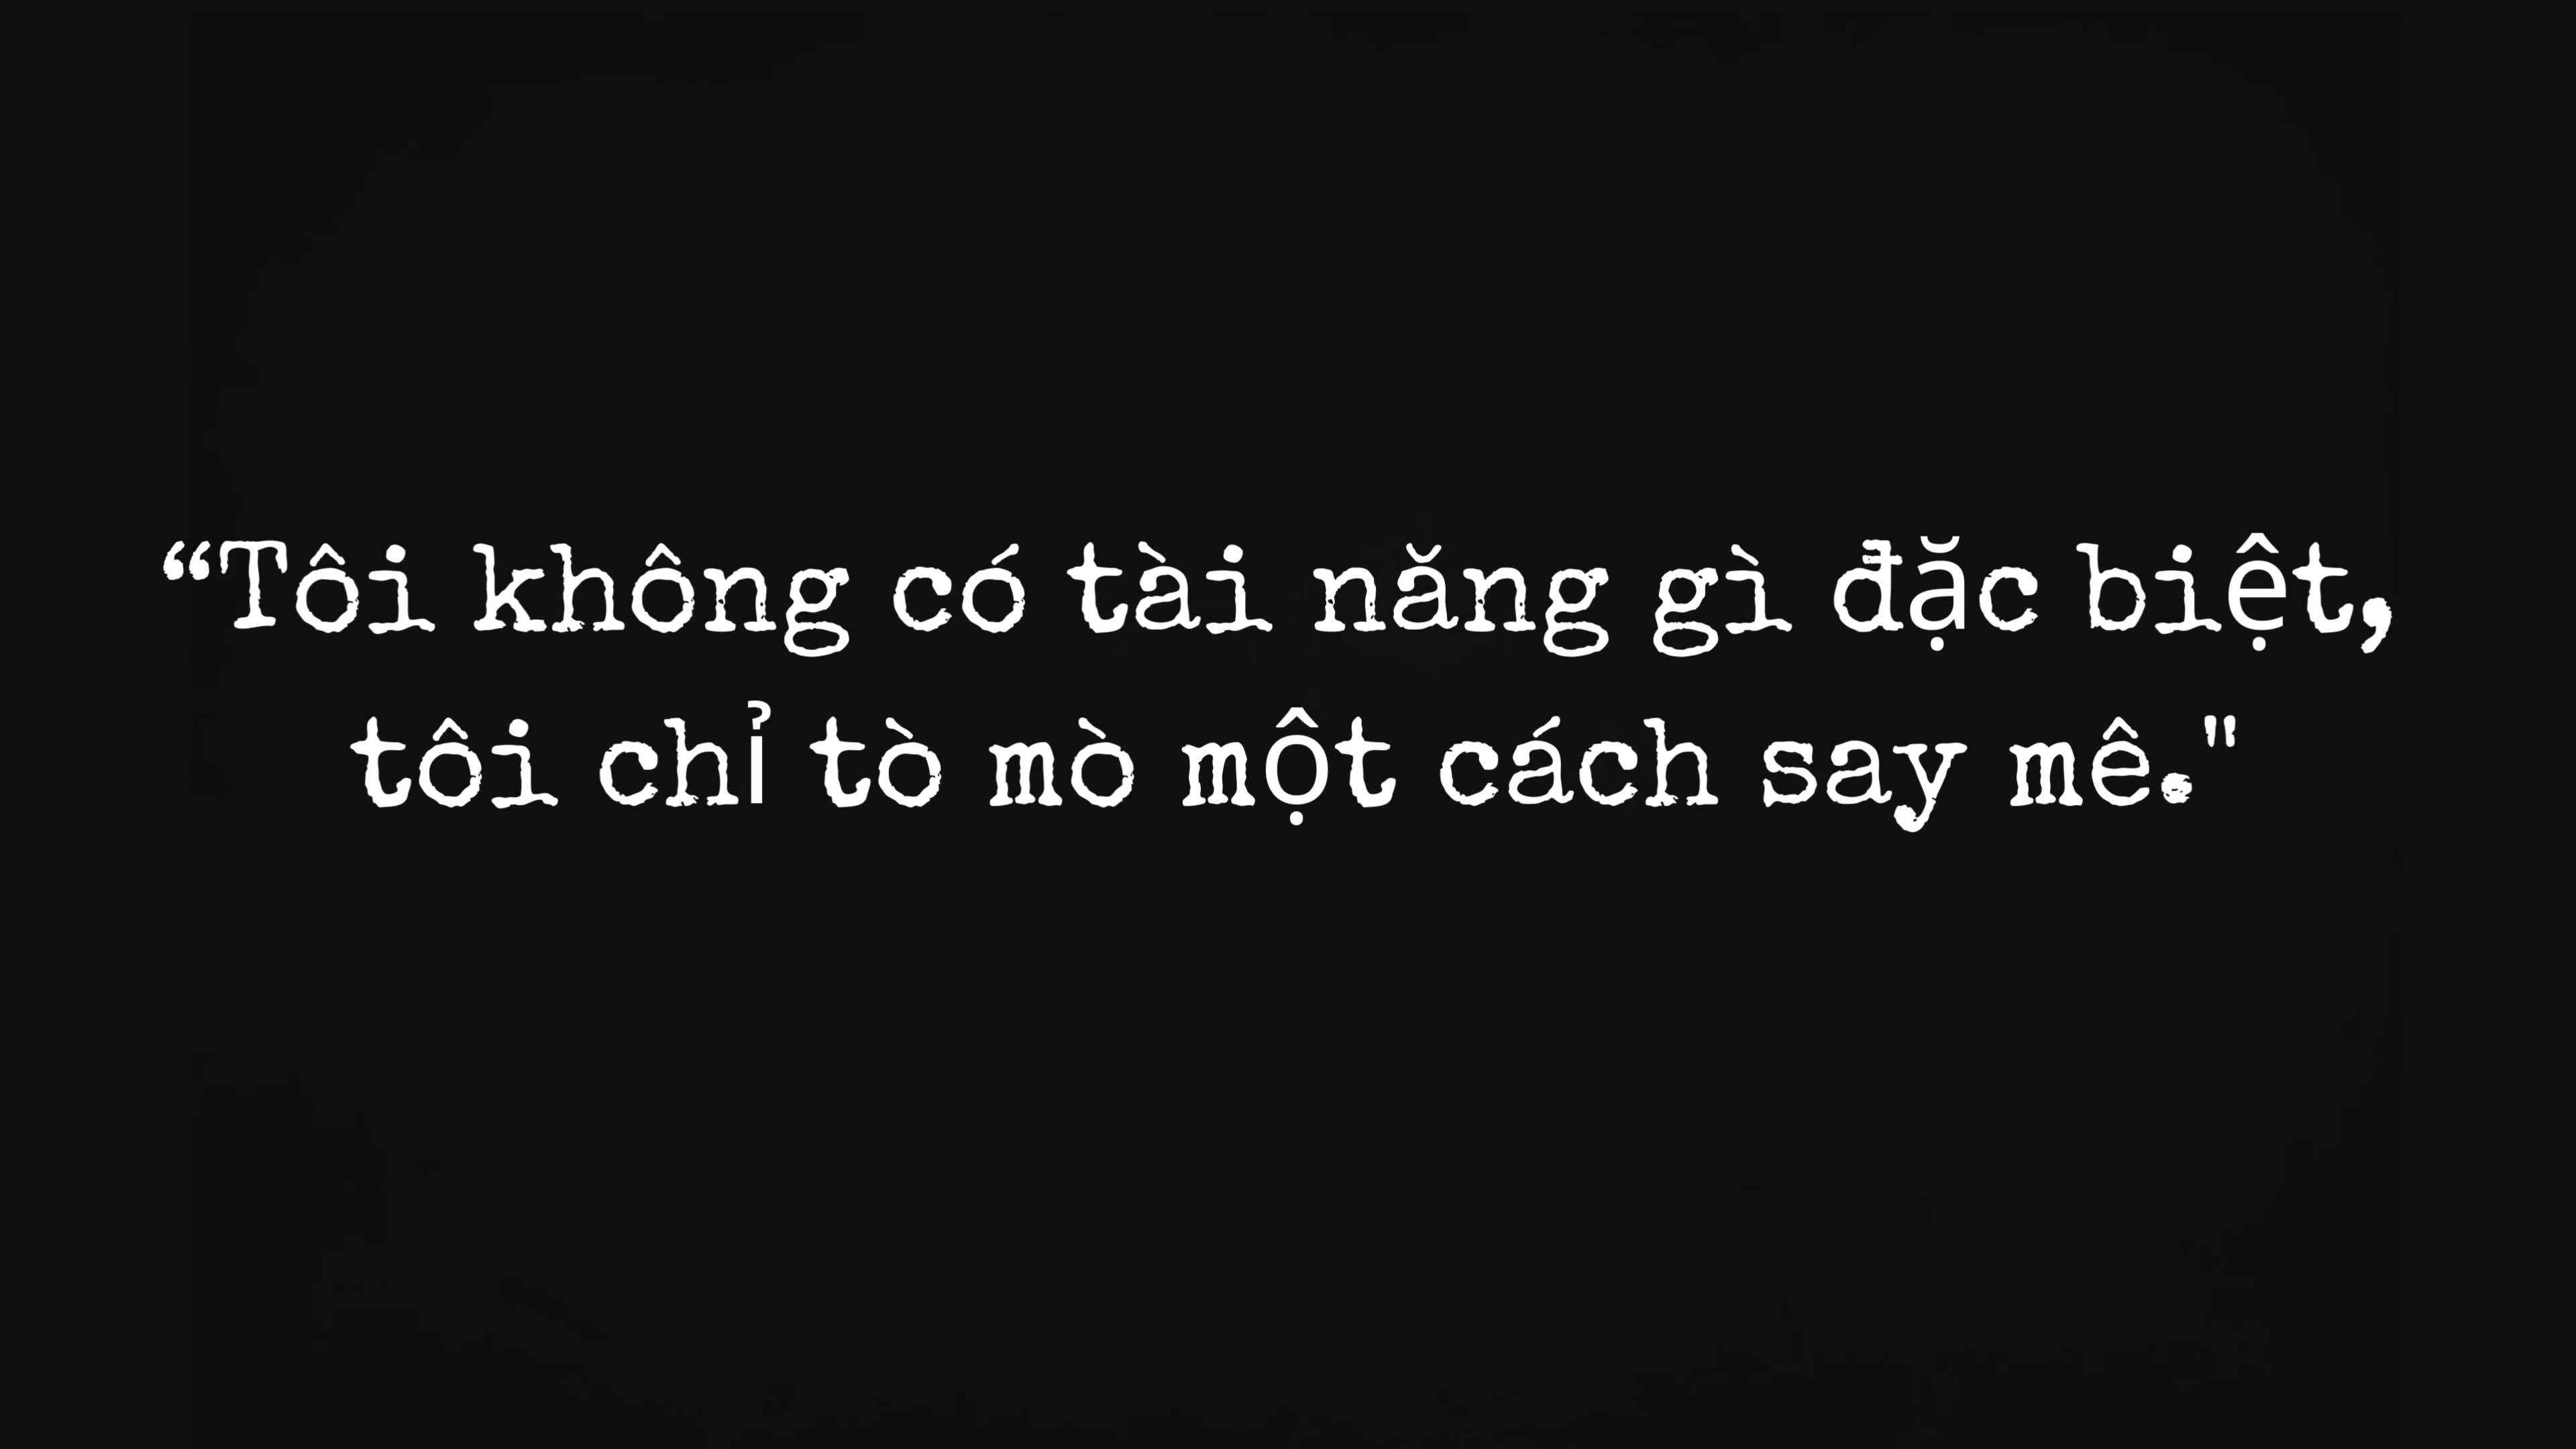 “Tôi không có tài năng gì đặc biệt,
tôi chỉ tò mò một cách say mê."